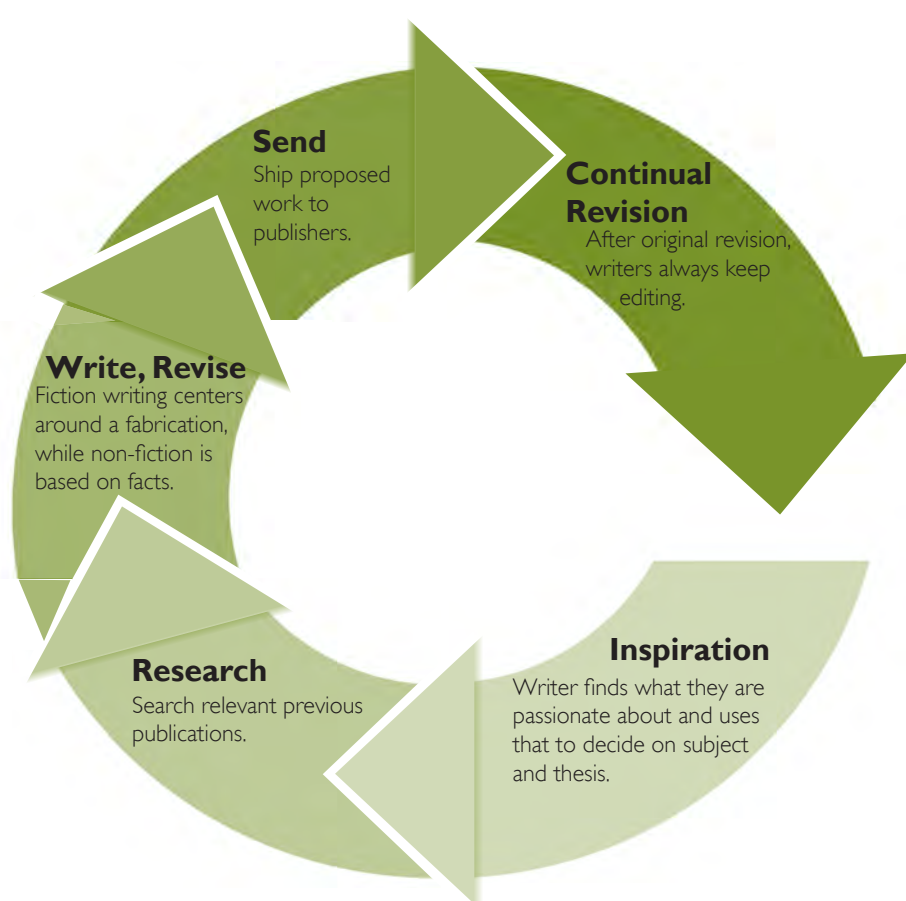 Send
Ship proposed
work to
publishers.
Continual
Revision
After original revision,
writers always keep
editing.
Write, Revise
Fiction writing centers
around a fabrication,
while non-fiction is
based on facts.
Research
Search relevant previous
publications.
Inspiration
Writer finds what they are
passionate about and uses
that to decide on subject
and thesis.